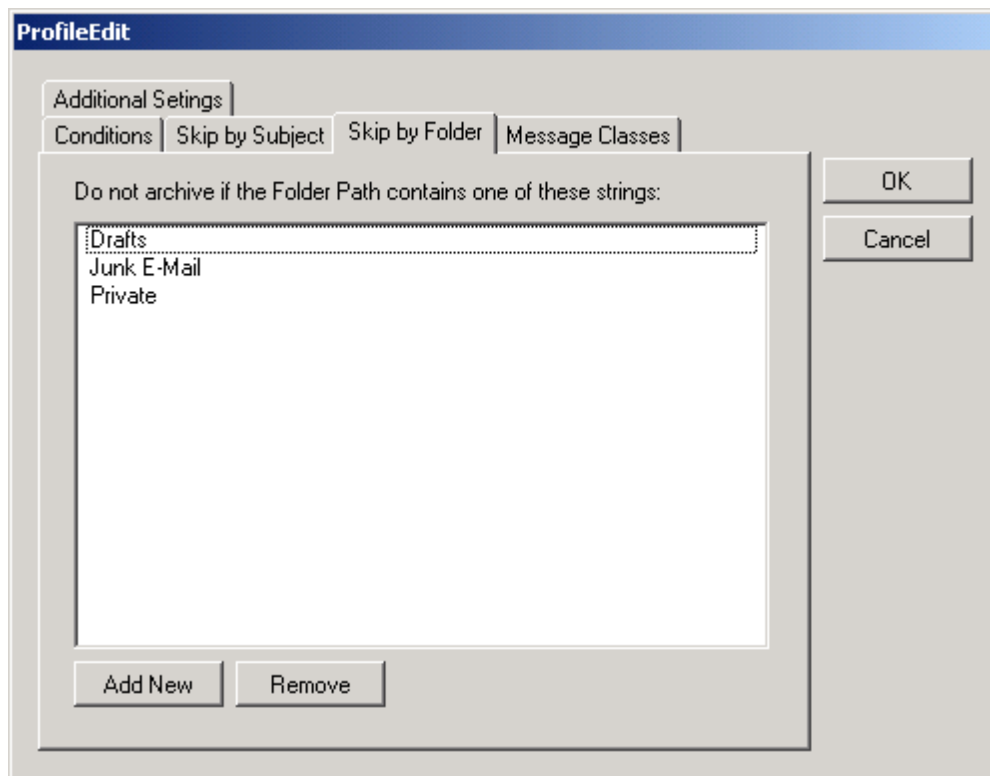 ProfileEdit
Additional Setings
Conditions Skip by Subject Skip by Folder Message Classes
Do not archive if the Folder Path contains one of these strings:
Drafts
Junk E-Mail
Private
Add New Remove
OK
Cancel